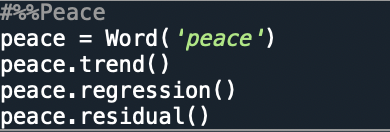 #%%Peace
peace = Word('peace')
peace.trend()
peace.regression()
peace.residual()